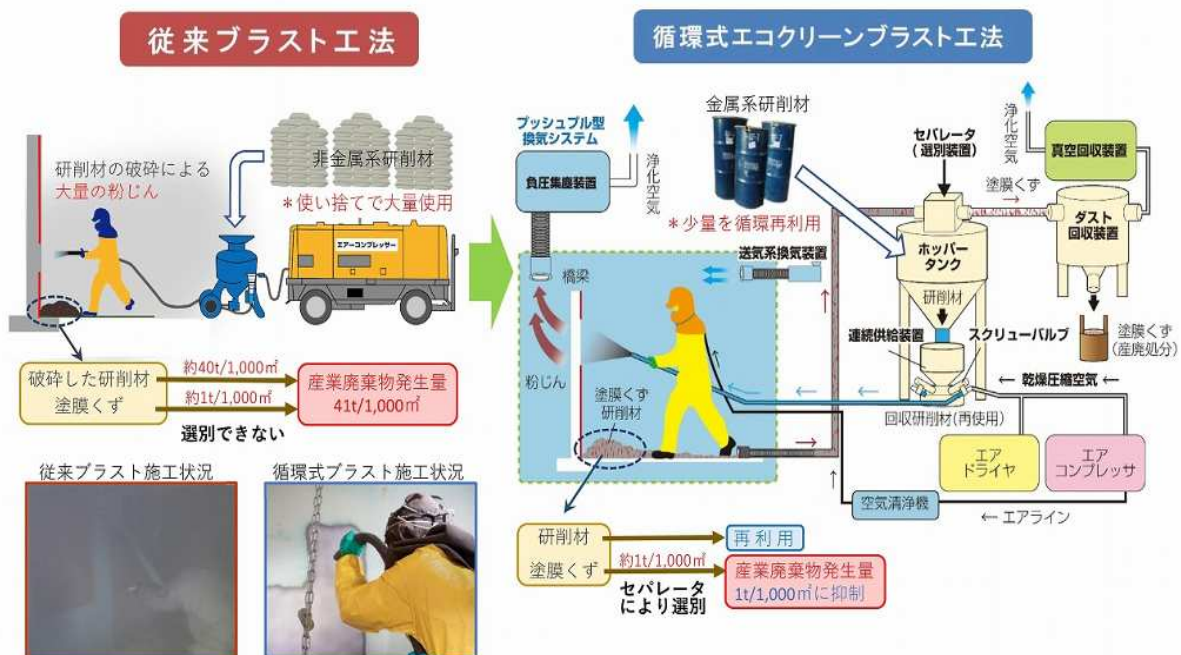 従来ブラスト工法
研削材の破砕による
大量の粉じん
非金属系研削材
＊使い捨てで大量使用
エアーコンプレッサー
破砕した研削材
塗膜くず
約40t/1,000㎡
約1t/1,000㎡
選別できない
産業廃棄物発生量
41t/1,000㎡
従来ブラスト施工状況
循環式ブラスト施工状況
循環式エコクリーンブラスト工法
プッシュプル型
換気システム
負圧集塵装置
浄化空気
金属系研削材
＊少量を循環再利用
送気系換気装置
橋梁
粉じん
塗膜くず
研削材
セパレータ
(選別装置)
塗膜くず
→
浄化空気
真空回収装置
ダスト
回収装置
ホッパー
タンク
研削材
連続供給装置
スクリューバルブ
塗膜くず
(産廃処分)
← 乾燥圧縮空気 ←
回収研削材(再使用)
エア
ドライヤ
エア
コンプレッサ
空気清浄機
← エアライン
研削材
塗膜くず
再利用
約1t/1,000㎡
セパレータ
により選別
産業廃棄物発生量
1t/1,000㎡に抑制